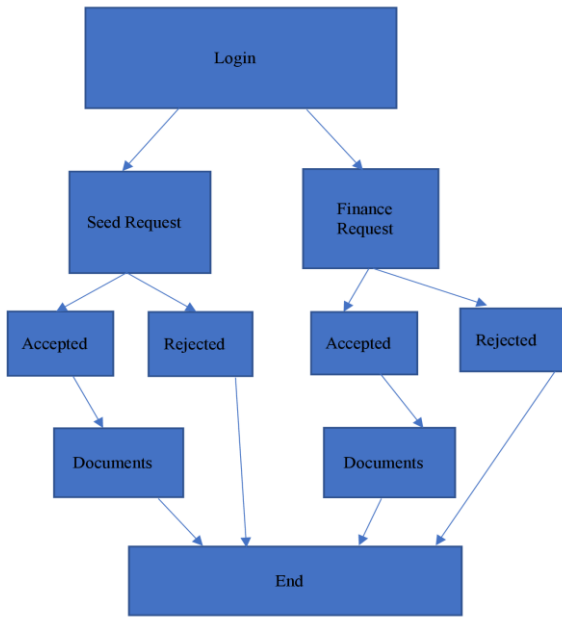 Login
Seed Request
Finance
Request
Accepted
Rejected
Accepted
Rejected
Documents
Documents
End